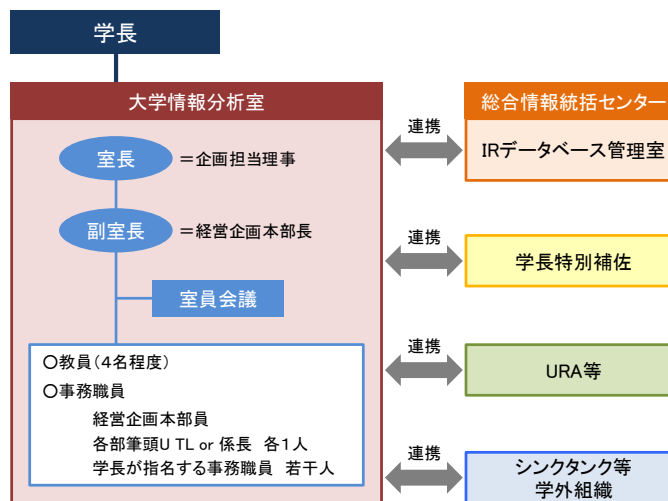 学長
大学情報分析室
室長
＝企画担当理事
副室長
＝経営企画本部長
室員会議
〇教員（4名程度）
〇事務職員
経営企画本部員
各部筆頭U TL or 係長 各1人
学長が指名する事務職員 若干人
連携
総合情報統括センター
IRデータベース管理室
連携
学長特別補佐
連携
URA等
連携
シンクタンク等
学外組織